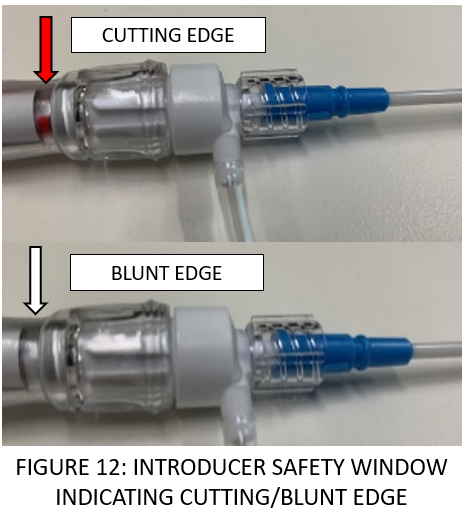 CUTTING EDGE
BLUNT EDGE
FIGURE 12: INTRODUCER SAFETY WINDOW
INDICATING CUTTING/BLUNT EDGE